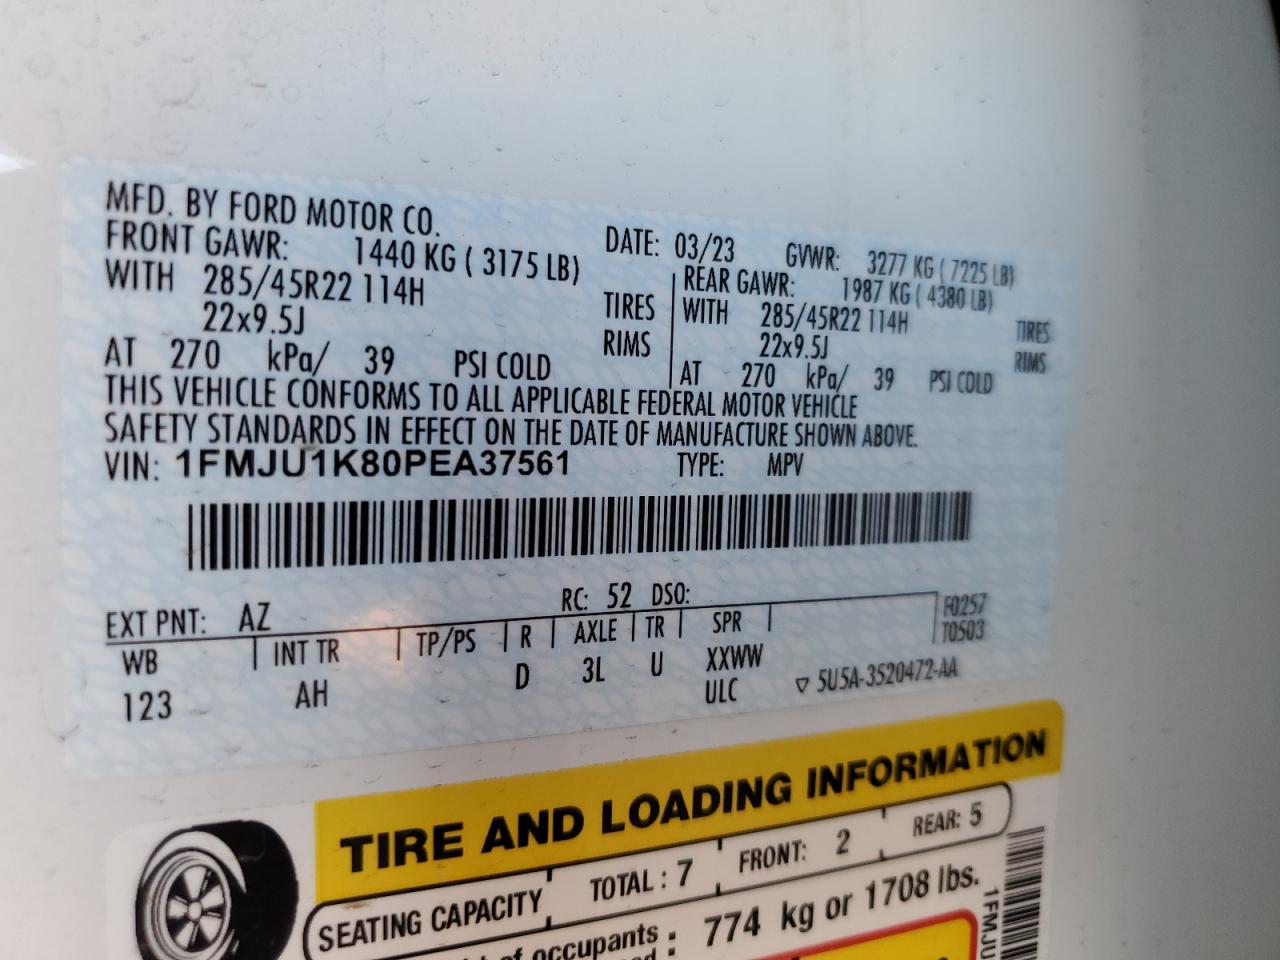 MFD. BY FORD MOTOR CO.
DATE: 03/23 GVWR: 3277 KG ( 7225 LB)
FRONT GAWR: 1440 KG ( 3175 LB)
WITH 285/45R22 114H TIRES
22x9.5J RIMS
AT 270 kPa/ 39 PSI COLD
REAR GAWR: 1987 KG ( 4380 LB)
WITH 285/45R22 114H TIRES
22x9.5J RIMS
AT 270 kPa/ 39 PSI COLD
THIS VEHICLE CONFORMS TO ALL APPLICABLE FEDERAL MOTOR VEHICLE
SAFETY STANDARDS IN EFFECT ON THE DATE OF MANUFACTURE SHOWN ABOVE.
VIN: 1FMJU1K80PEA37561 TYPE: MPV
EXT PNT: AZ RC: 52 DSO:
WB INT TR TP/PS R AXLE TR SPR
123 AH D 3L U XXWW
ULC
F0257
T0503
▽ 5U5A-3520472-AA
TIRE AND LOADING INFORMATION
SEATING CAPACITY TOTAL : 7 FRONT: 2 REAR: 5
of occupants : 774 kg or 1708 lbs.
1FMJU